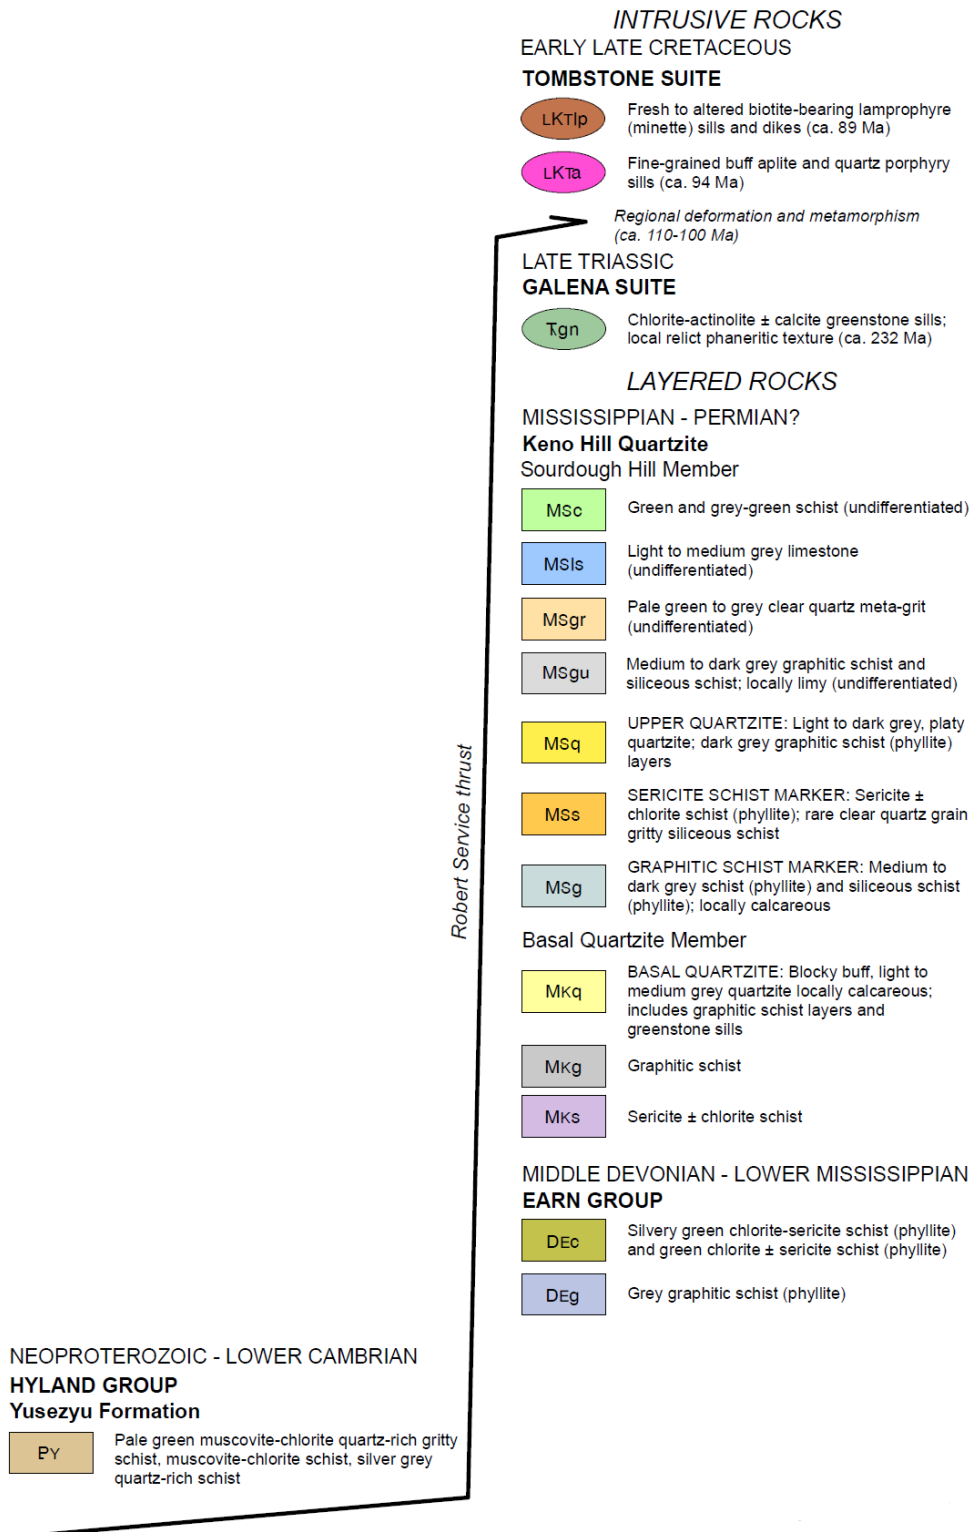 INTRUSIVE ROCKS
EARLY LATE CRETACEOUS
TOMBSTONE SUITE
LKTlp
Fresh to altered biotite-bearing lamprophyre
(minette) sills and dikes (ca. 89 Ma)
LKTa
Fine-grained buff aplite and quartz porphyry
sills (ca. 94 Ma)
Regional deformation and metamorphism
(ca. 110-100 Ma)
LATE TRIASSIC
GALENA SUITE
Ꞧgn
Chlorite-actinolite ± calcite greenstone sills;
local relict phaneritic texture (ca. 232 Ma)
LAYERED ROCKS
MISSISSIPPIAN - PERMIAN?
Keno Hill Quartzite
Sourdough Hill Member
MSc
Green and grey-green schist (undifferentiated)
MSls
Light to medium grey limestone
(undifferentiated)
MSgr
Pale green to grey clear quartz meta-grit
(undifferentiated)
MSgu
Medium to dark grey graphitic schist and
siliceous schist; locally limy (undifferentiated)
MSq
UPPER QUARTZITE: Light to dark grey, platy
quartzite; dark grey graphitic schist (phyllite)
layers
MSs
SERICITE SCHIST MARKER: Sericite ±
chlorite schist (phyllite); rare clear quartz grain
gritty siliceous schist
MSg
GRAPHITIC SCHIST MARKER: Medium to
dark grey schist (phyllite) and siliceous schist
(phyllite); locally calcareous
Robert Service thrust
Basal Quartzite Member
MKq
BASAL QUARTZITE: Blocky buff, light to
medium grey quartzite locally calcareous;
includes graphitic schist layers and
greenstone sills
MKg
Graphitic schist
MKs
Sericite ± chlorite schist
MIDDLE DEVONIAN - LOWER MISSISSIPPIAN
EARN GROUP
DEc
Silvery green chlorite-sericite schist (phyllite)
and green chlorite ± sericite schist (phyllite)
DEg
Grey graphitic schist (phyllite)
NEOPROTEROZOIC - LOWER CAMBRIAN
HYLAND GROUP
Yusezyu Formation
PY
Pale green muscovite-chlorite quartz-rich gritty
schist, muscovite-chlorite schist, silver grey
quartz-rich schist